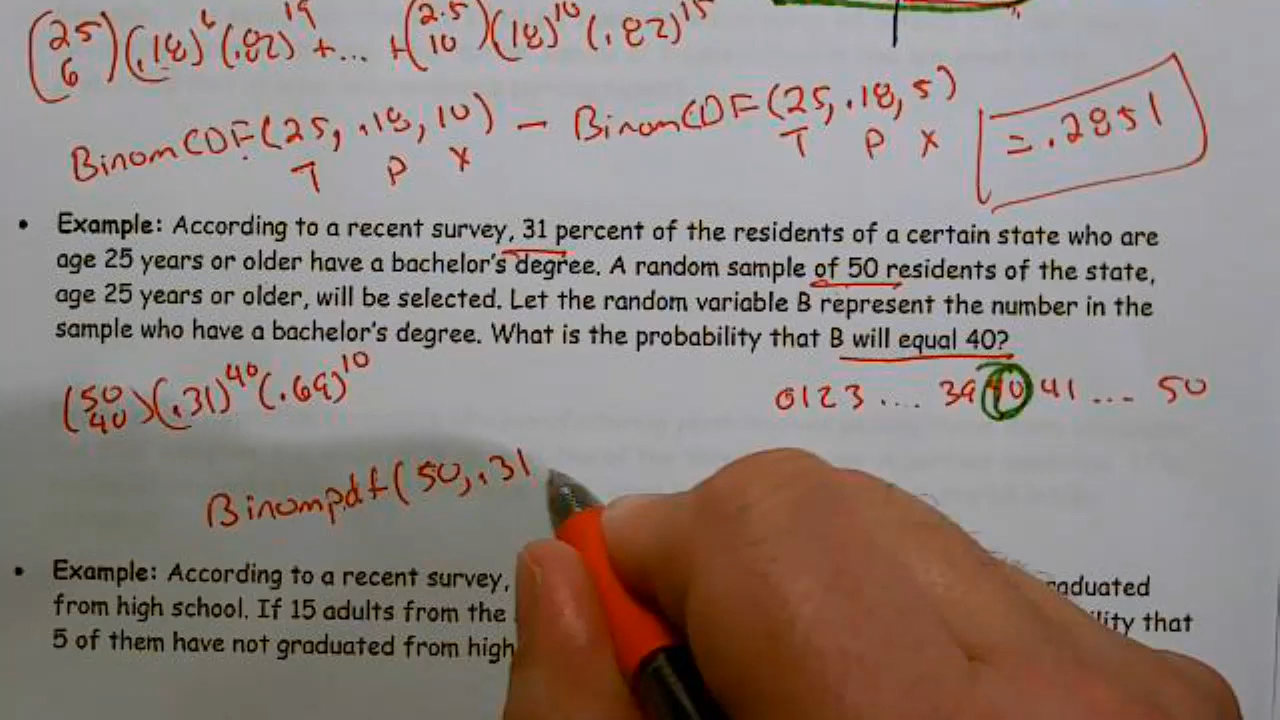 (25 6)(.18)^6(.82)^19 + ... + (25 10)(18)^10(.82)^15
BinomCDF(25, .18, 10) - BinomCDF(25, .18, 5) = .2851
T P X T P X
• Example: According to a recent survey, 31 percent of the residents of a certain state who are
age 25 years or older have a bachelor's degree. A random sample of 50 residents of the state,
age 25 years or older, will be selected. Let the random variable B represent the number in the
sample who have a bachelor's degree. What is the probability that B will equal 40?
(50 40)(.31)^40(.69)^10
0 1 2 3 .... 39 40 41 .... 50
Binompdf(50, .31
• Example: According to a recent survey, graduated
from high school. If 15 adults from the that
5 of them have not graduated from high